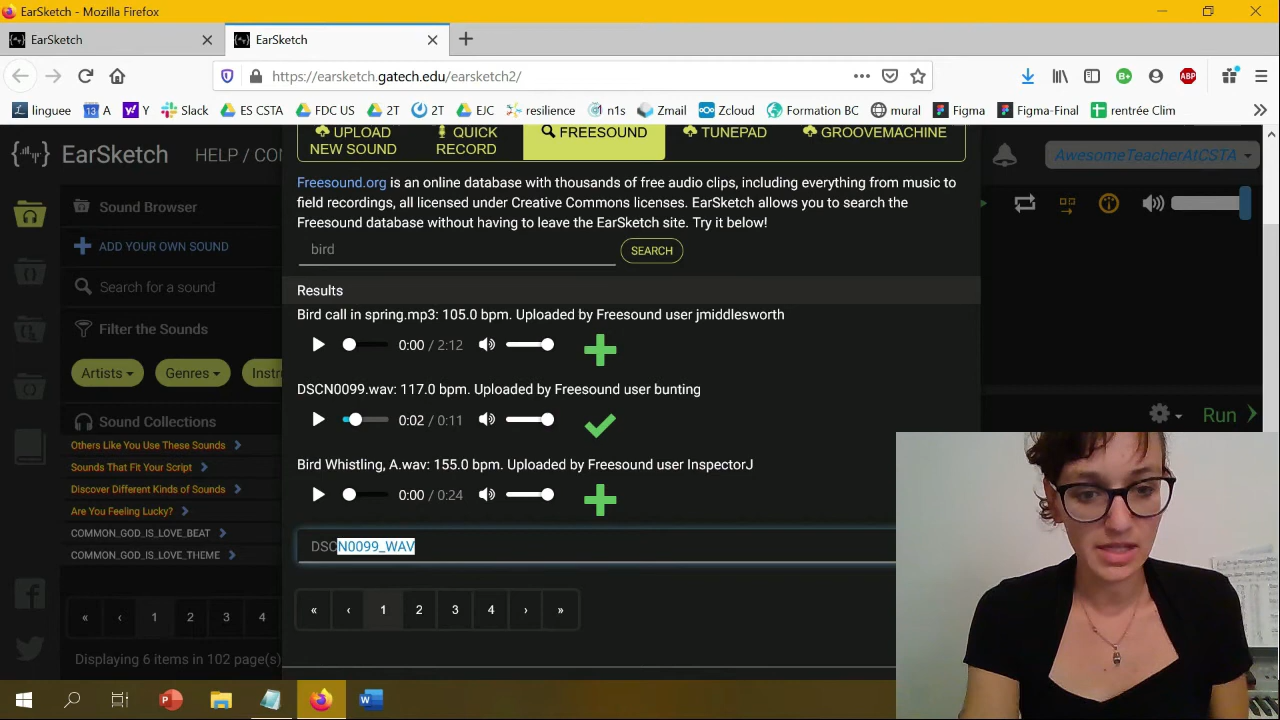 EarSketch - Mozilla Firefox
EarSketch
EarSketch
https://earsketch.gatech.edu/earsketch2/
linguee
13 A
Y
Slack
ES CSTA
FDC US
2T
2T
EJC
resilience
n1s
Zmail
Zcloud
Formation BC
mural
Figma
Figma-Final
rentrée Clim
EarSketch
HELP / CON
UPLOAD NEW SOUND
QUICK RECORD
FREESOUND
TUNEPAD
GROOVEMACHINE
AwesomeTeacherAtCSTA
Sound Browser
ADD YOUR OWN SOUND
Search for a sound
Filter the Sounds
Artists
Genres
Instr
Sound Collections
Others Like You Use These Sounds
Sounds That Fit Your Script
Discover Different Kinds of Sounds
Are You Feeling Lucky?
COMMON_GOD_IS_LOVE_BEAT
COMMON_GOD_IS_LOVE_THEME
« ‹ 1 2 3 4
Displaying 6 items in 102 page(s)
Freesound.org is an online database with thousands of free audio clips, including everything from music to
field recordings, all licensed under Creative Commons licenses. EarSketch allows you to search the
Freesound database without having to leave the EarSketch site. Try it below!
bird
SEARCH
Results
Bird call in spring.mp3: 105.0 bpm. Uploaded by Freesound user jmiddlesworth
0:00 / 2:12
DSCN0099.wav: 117.0 bpm. Uploaded by Freesound user bunting
0:02 / 0:11
Bird Whistling, A.wav: 155.0 bpm. Uploaded by Freesound user InspectorJ
0:00 / 0:24
DSCN0099_WAV
« ‹ 1 2 3 4 › »
Run